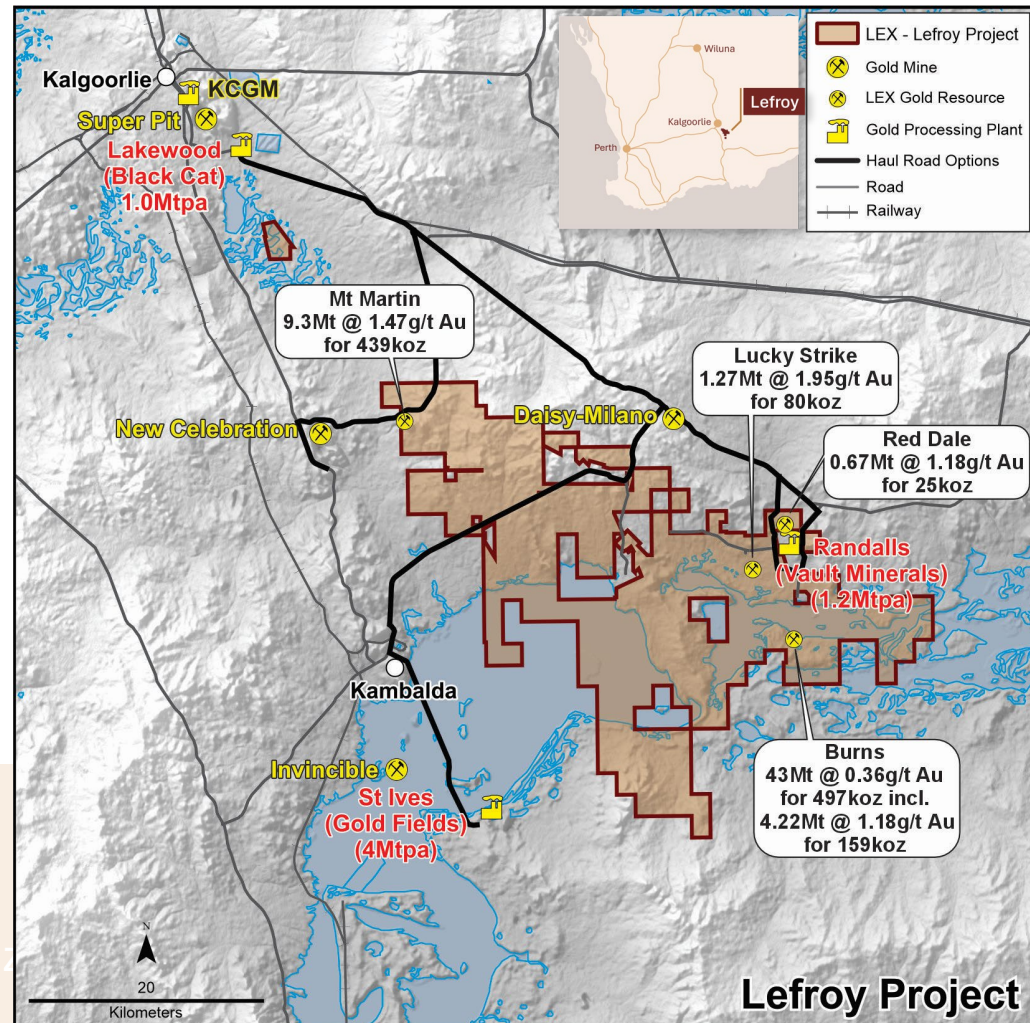 Kalgoorlie
KCGM
Super Pit
Lakewood
(Black Cat)
1.0Mtpa
Wiluna
Kalgoorlie
Perth
Lefroy
LEX - Lefroy Project
Gold Mine
LEX Gold Resource
Gold Processing Plant
Haul Road Options
Road
Railway
Mt Martin
9.3Mt @ 1.47g/t Au
for 439koz
Lucky Strike
1.27Mt @ 1.95g/t Au
for 80koz
New Celebration
Daisy-Milano
Red Dale
0.67Mt @ 1.18g/t Au
for 25koz
Randalls
(Vault Minerals)
(1.2Mtpa)
Kambalda
Invincible
St Ives
(Gold Fields)
(4Mtpa)
Burns
43Mt @ 0.36g/t Au
for 497koz incl.
4.22Mt @ 1.18g/t Au
for 159koz
N
20
Kilometers
Lefroy Project